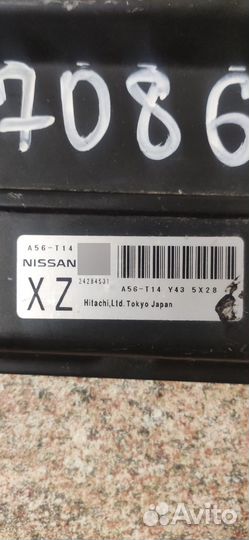 7086
A56-T14
NISSAN
24284531
XZ
A56-T14 Y43 5X28
Hitachi,Ltd.Tokyo Japan
Avito